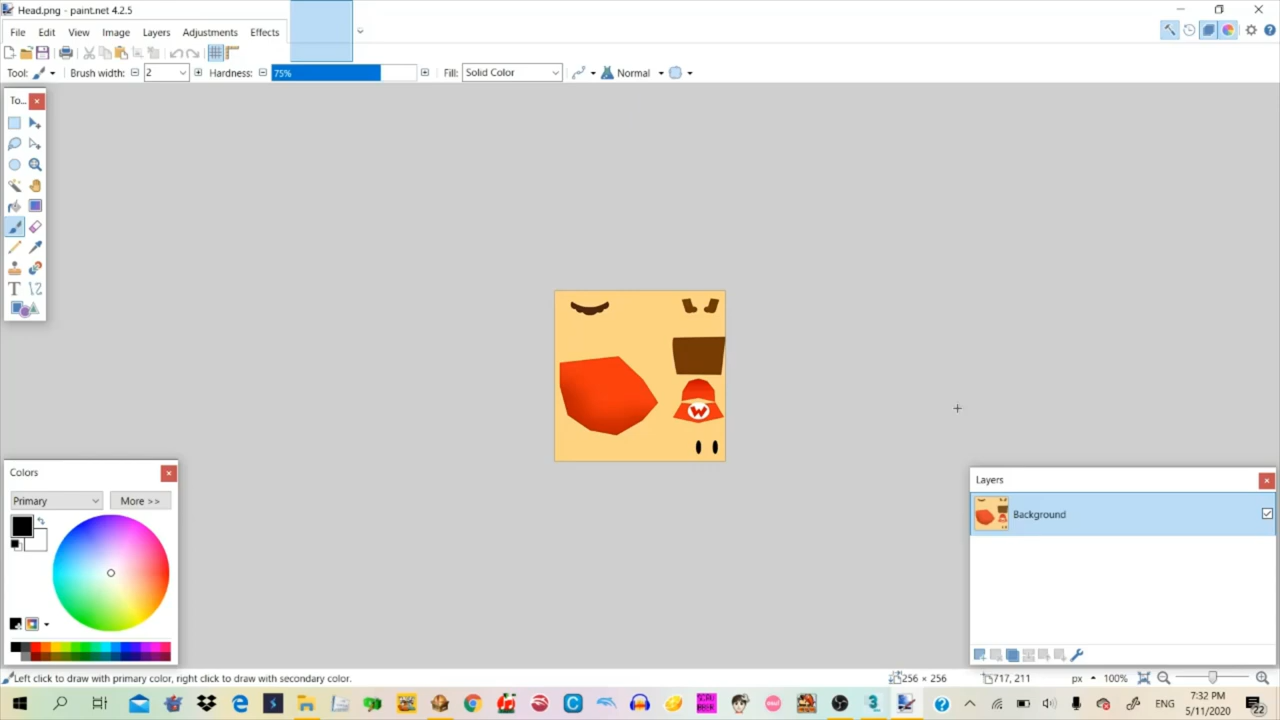 Head.png - paint.net 4.2.5
File Edit View Image Layers Adjustments Effects
Tool: Brush width: 2 Hardness: 75% Fill: Solid Color Normal
To...
W
Colors
Primary More >>
Layers
Background
Left click to draw with primary color, right click to draw with secondary color. 256 × 256 717, 211 px 100%
7:32 PM
ENG
5/11/2020
22